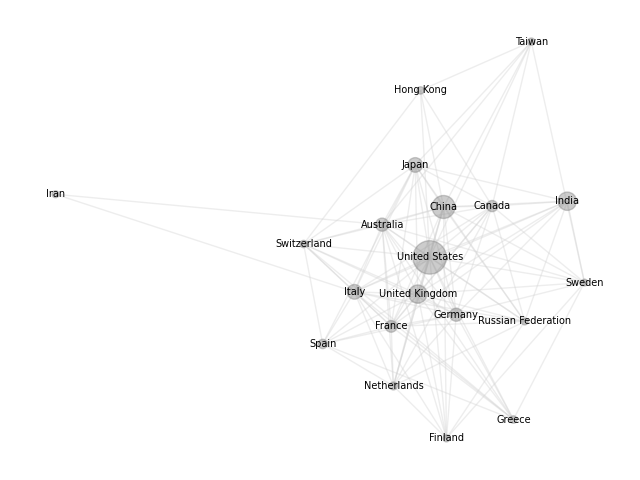 Taiwan
Hong Kong
Japan
Iran
India
China
Canada
Australia
Switzerland
United States
Sweden
Italy
United Kingdom
Germany
Russian Federation
France
Spain
Netherlands
Greece
Finland